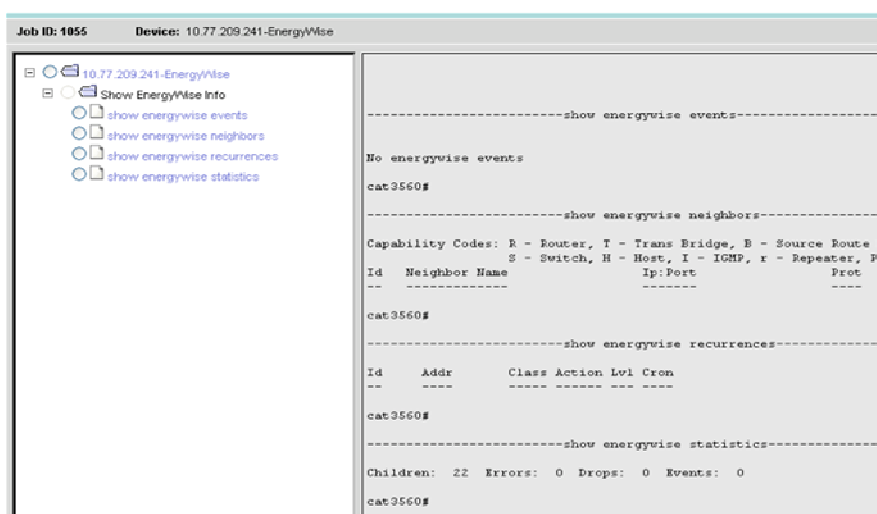 Job ID: 1055 Device: 10.77.209.241-EnergyWise
10.77.209.241-EnergyWise
Show EnergyWise Info
show energywise events
show energywise neighbors
show energywise recurrences
show energywise statistics
--------------------------show energywise events-----------------
No energywise events
cat3560#
--------------------------show energywise neighbors--------------
Capability Codes: R - Router, T - Trans Bridge, B - Source Route
S - Switch, H - Host, I - IGMP, r - Repeater, P
Id Neighbor Name Ip:Port Prot
-- ------------- ------- ----
cat3560#
--------------------------show energywise recurrences------------
Id Addr Class Action Lvl Cron
-- ---- ----- ------ --- ----
cat3560#
--------------------------show energywise statistics-------------
Children: 22 Errors: 0 Drops: 0 Events: 0
cat3560#